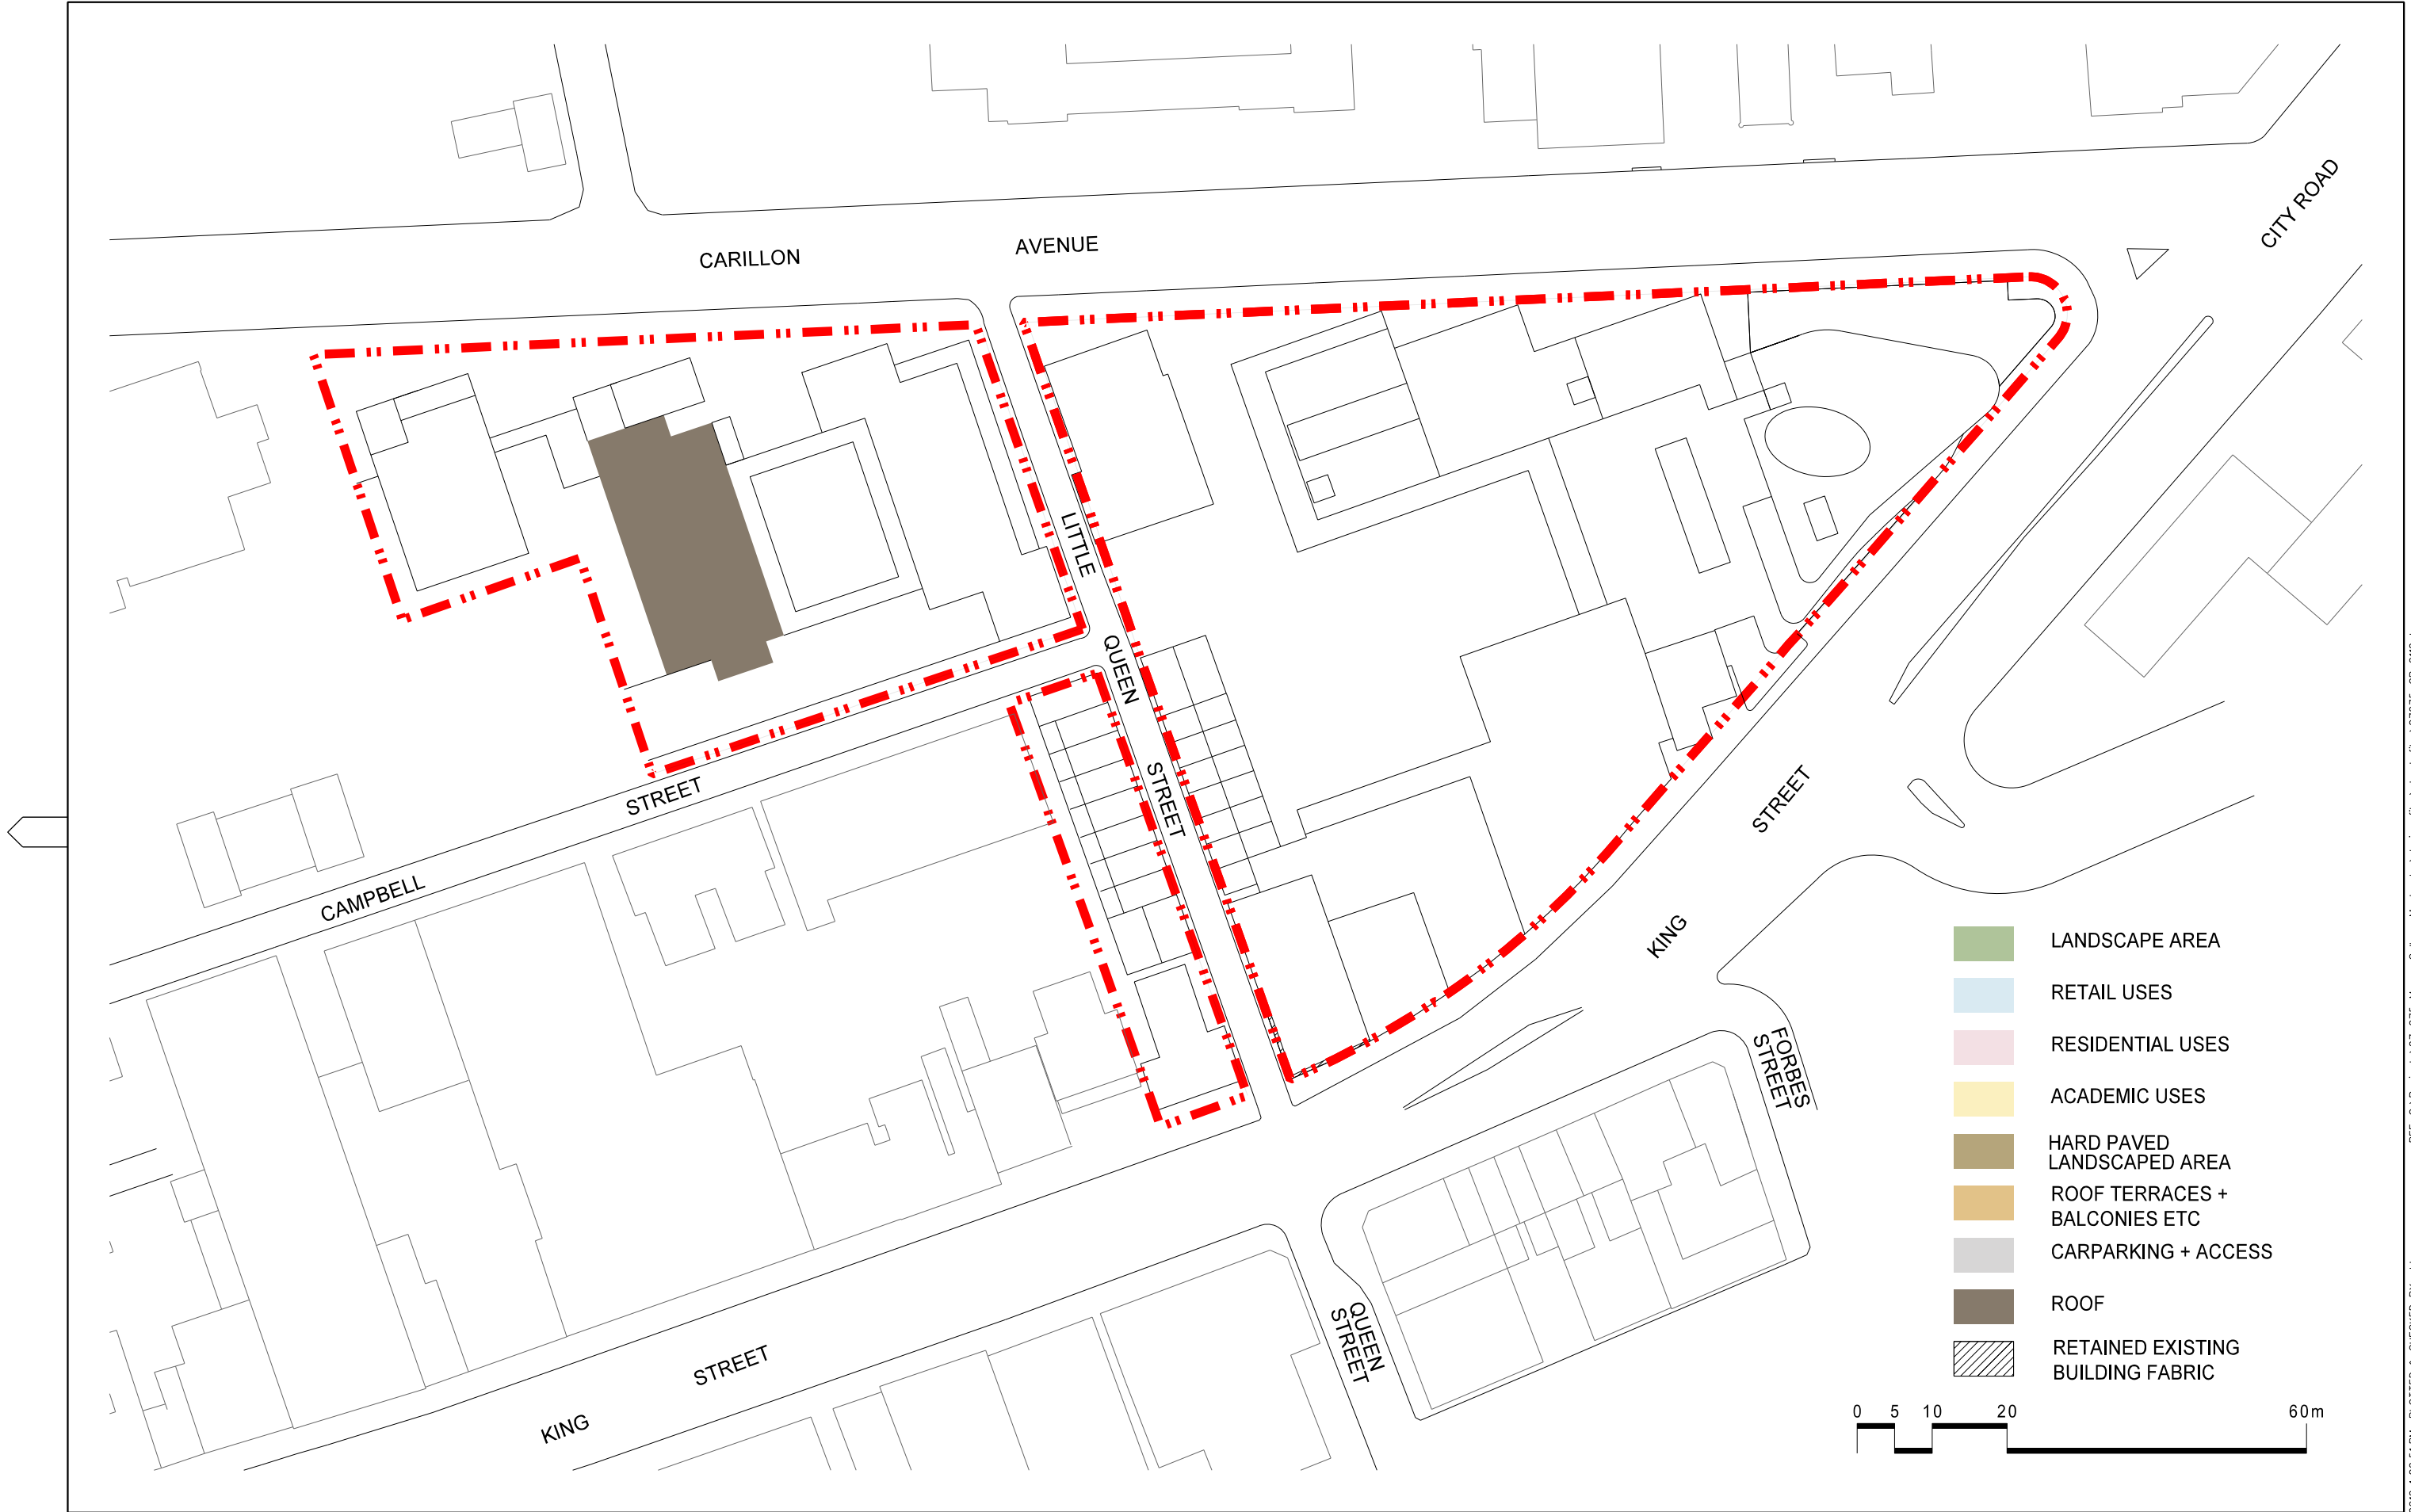 CITY ROAD
CARILLON
AVENUE
LITTLE
QUEEN
STREET
STREET
CAMPBELL
STREET
KING
FORBES
STREET
QUEEN
STREET
STREET
KING
LANDSCAPE AREA
RETAIL USES
RESIDENTIAL USES
ACADEMIC USES
HARD PAVED
LANDSCAPED AREA
ROOF TERRACES +
BALCONIES ETC
CARPARKING + ACCESS
ROOF
RETAINED EXISTING
BUILDING FABRIC
0 5 10 20 60m